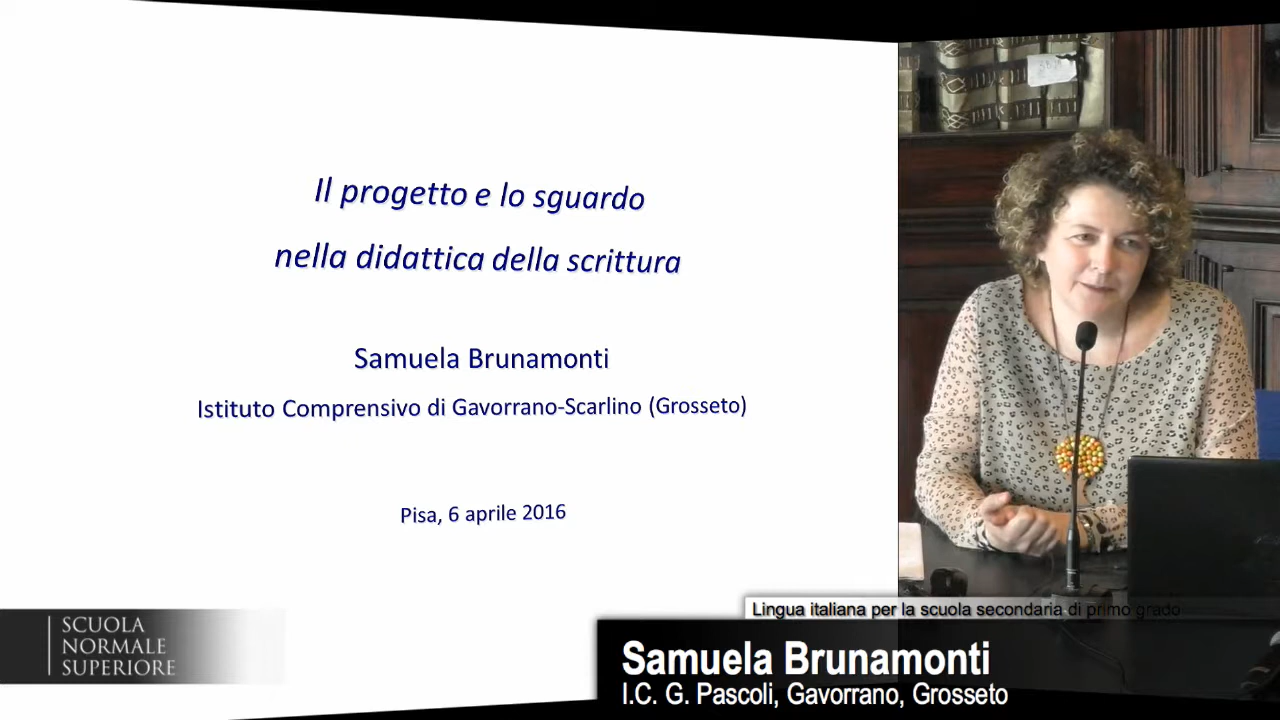 Il progetto e lo sguardo
nella didattica della scrittura
Samuela Brunamonti
Istituto Comprensivo di Gavorrano-Scarlino (Grosseto)
Pisa, 6 aprile 2016
SCUOLA
NORMALE
SUPERIORE
Lingua italiana per la scuola secondaria di primo grado
Samuela Brunamonti
I.C. G. Pascoli, Gavorrano, Grosseto